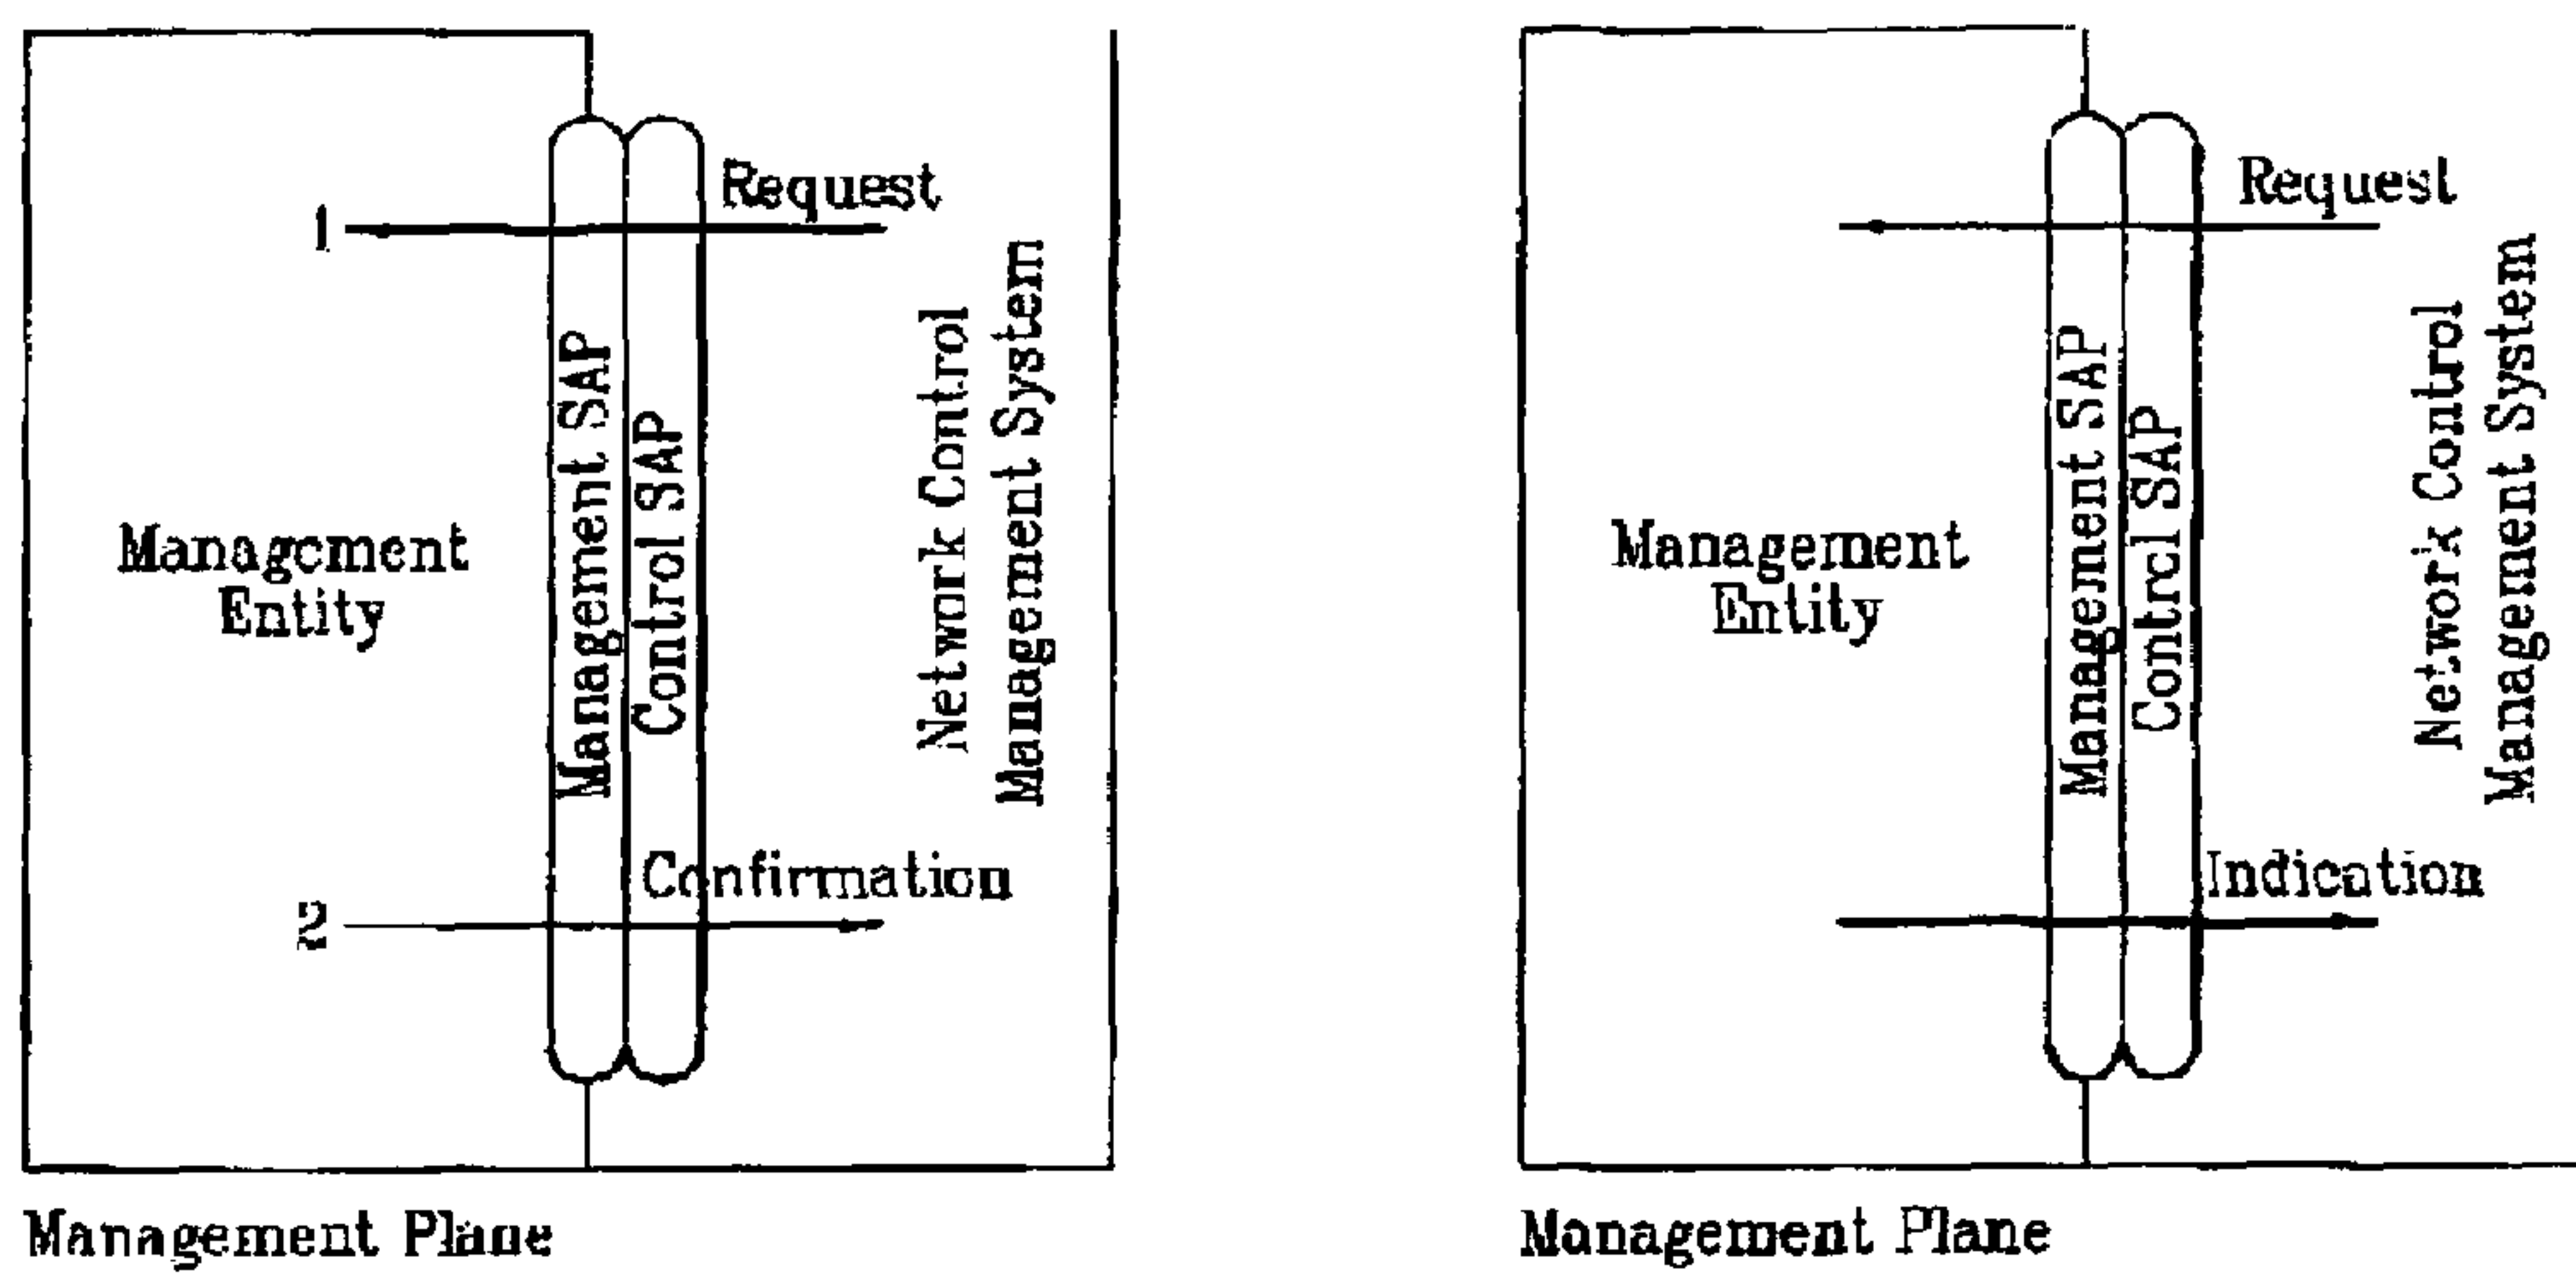 Request
1
Management
Entity
Management SAP
Control SAP
Network Control
Management System
Confirmation
2
Management Plane
Request
Management
Entity
Management SAP
Control SAP
Network Control
Management System
Indication
Management Plane